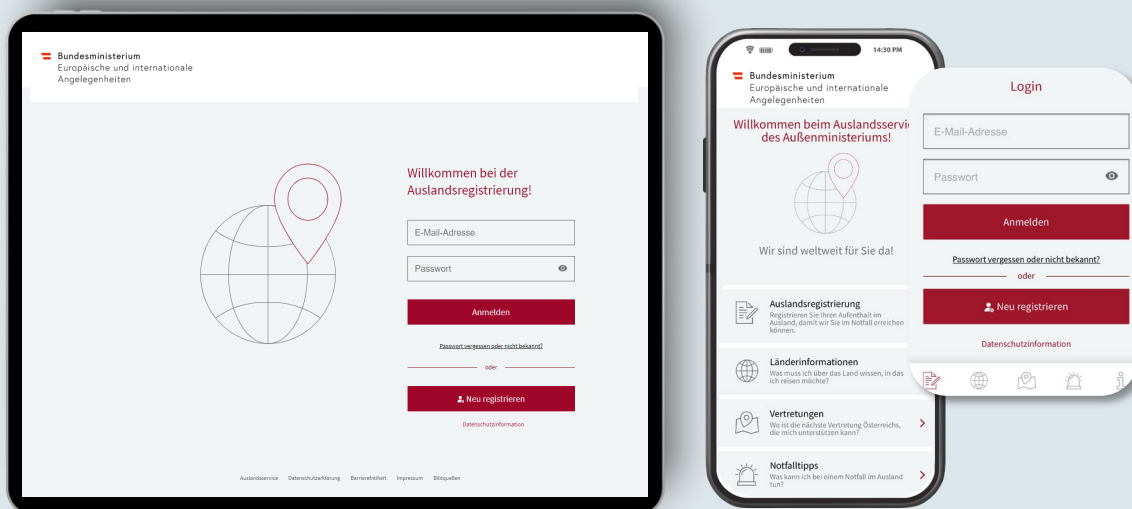 Bundesministerium
Europäische und internationale
Angelegenheiten
Willkommen bei der
Auslandsregistrierung!
E-Mail-Adresse
Passwort
Anmelden
Passwort vergessen oder nicht bekannt?
oder
Neu registrieren
Datenschutzinformation
Auslandsservice Datenschutzerklärung Barrierefreiheit Impressum Bildquellen
14:30 PM
Bundesministerium
Europäische und internationale
Angelegenheiten
Willkommen beim Auslandsservi
des Außenministeriums!
Wir sind weltweit für Sie da!
Auslandsregistrierung
Registrieren Sie Ihren Aufenthalt im
Ausland, damit wir Sie im Notfall erreichen
können.
Länderinformationen
Was muss ich über das Land wissen, in das
ich reisen möchte?
Vertretungen
Wo ist die nächste Vertretung Österreichs,
die mich unterstützen kann?
Notfalltipps
Was kann ich bei einem Notfall im Ausland
tun?
Login
E-Mail-Adresse
Passwort
Anmelden
Passwort vergessen oder nicht bekannt?
oder
Neu registrieren
Datenschutzinformation